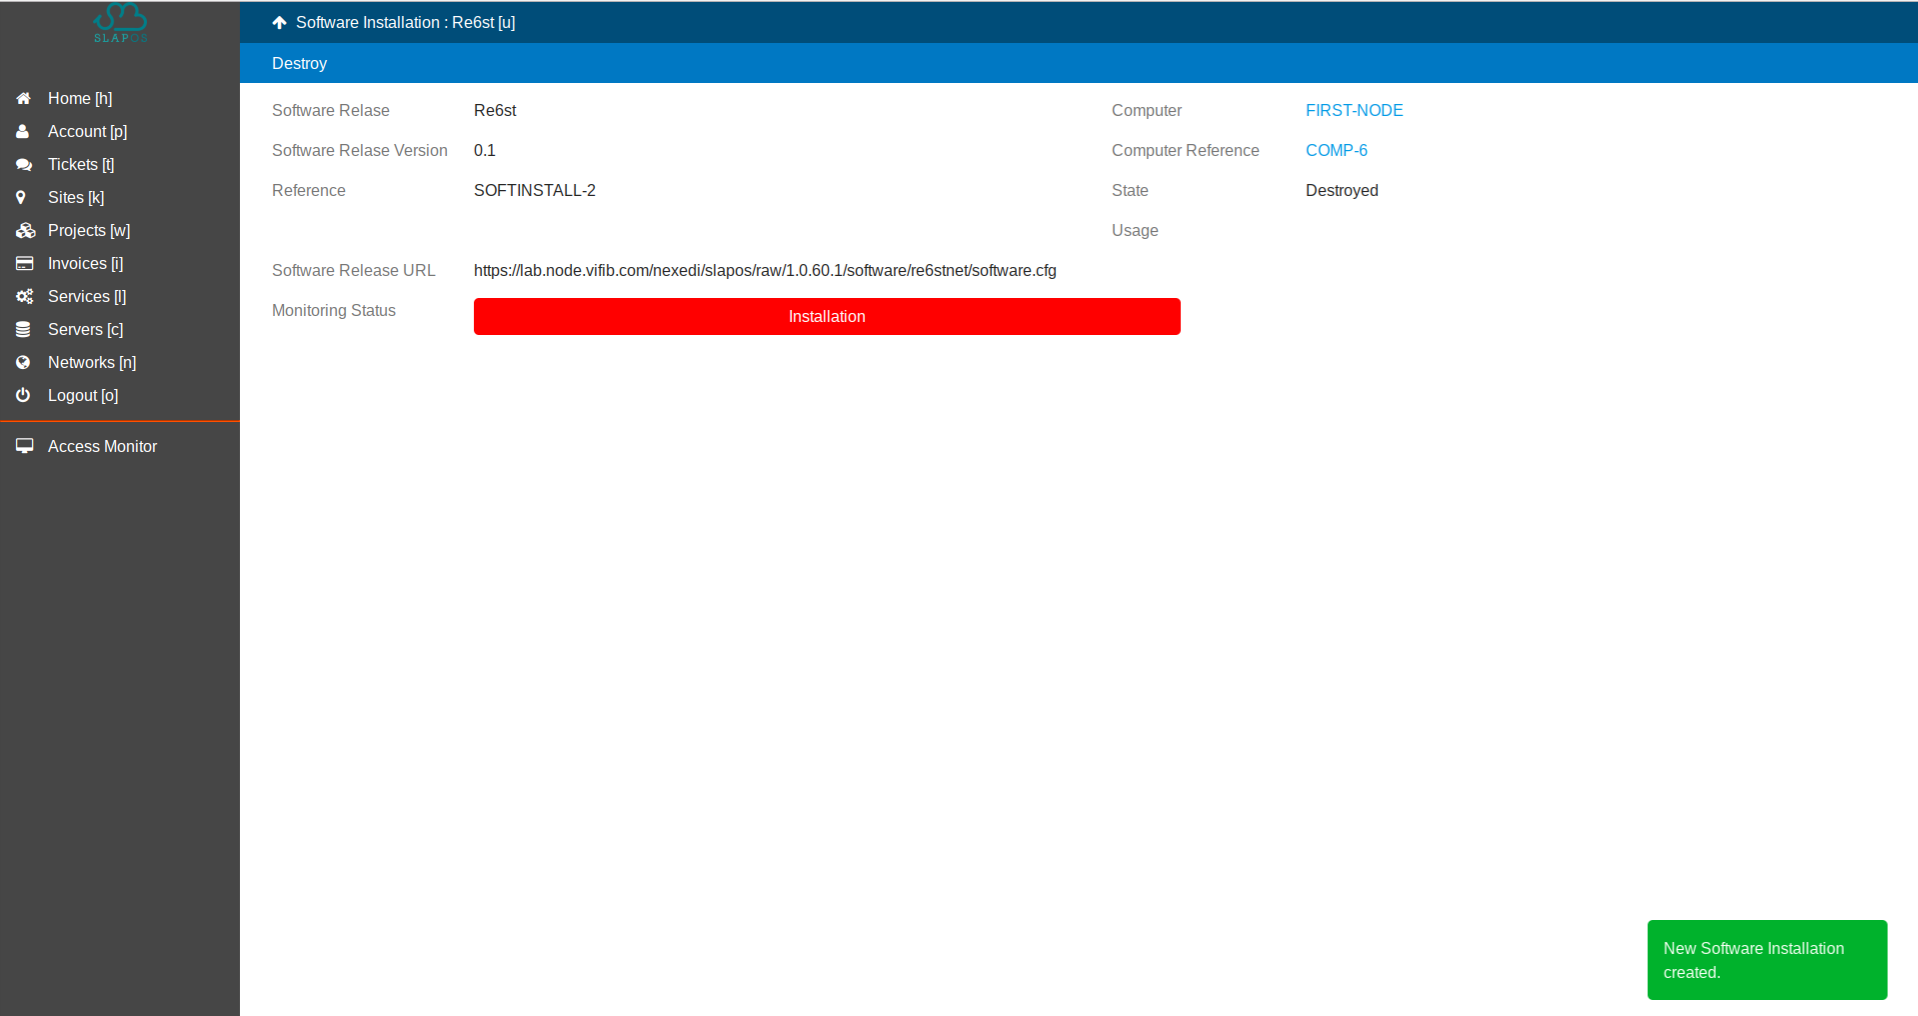 SLAPOS
Home [h]
Account [p]
Tickets [t]
Sites [k]
Projects [w]
Invoices [i]
Services [l]
Servers [c]
Networks [n]
Logout [o]
Access Monitor
Software Installation : Re6st [u]
Destroy
Software Relase Re6st
Software Relase Version 0.1
Reference SOFTINSTALL-2
Computer FIRST-NODE
Computer Reference COMP-6
State Destroyed
Usage
Software Release URL https://lab.node.vifib.com/nexedi/slapos/raw/1.0.60.1/software/re6stnet/software.cfg
Monitoring Status Installation
New Software Installation
created.